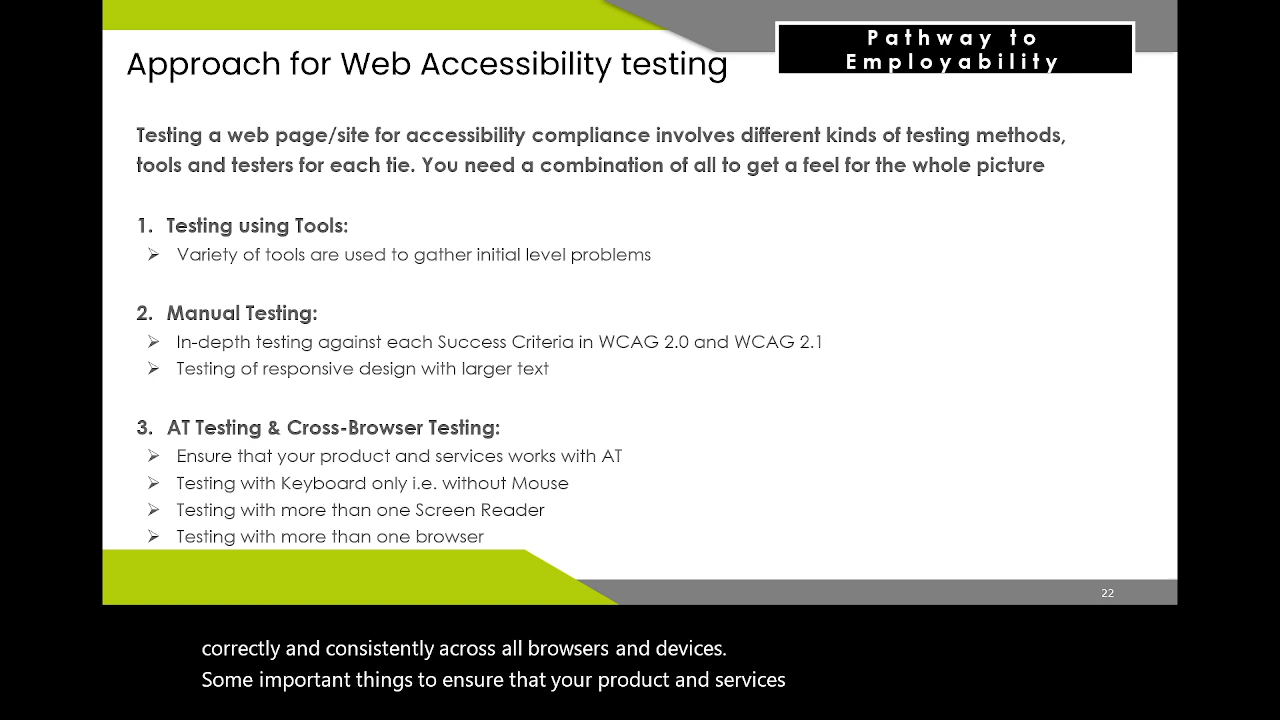 Pathway to
Employability
Approach for Web Accessibility testing
Testing a web page/site for accessibility compliance involves different kinds of testing methods,
tools and testers for each tie. You need a combination of all to get a feel for the whole picture
1. Testing using Tools:
➢ Variety of tools are used to gather initial level problems
2. Manual Testing:
➢ In-depth testing against each Success Criteria in WCAG 2.0 and WCAG 2.1
➢ Testing of responsive design with larger text
3. AT Testing & Cross-Browser Testing:
➢ Ensure that your product and services works with AT
➢ Testing with Keyboard only i.e. without Mouse
➢ Testing with more than one Screen Reader
➢ Testing with more than one browser
22
correctly and consistently across all browsers and devices.
Some important things to ensure that your product and services